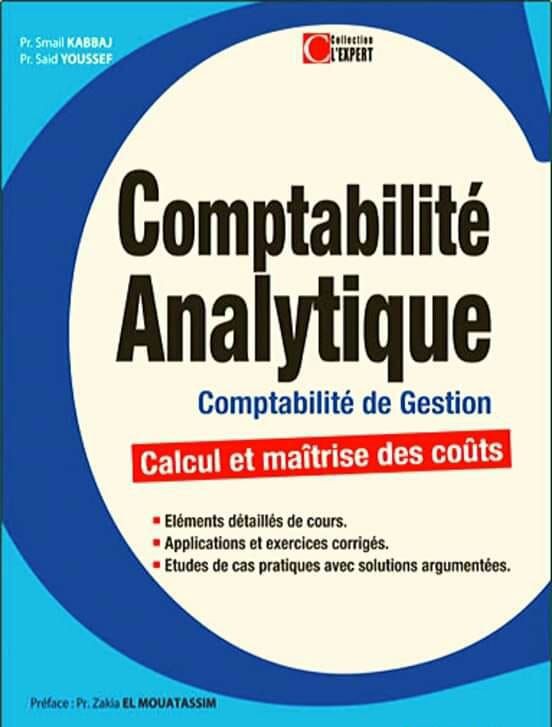 Pr. Smail KABBAJ
Pr. Said YOUSSEF
Collection
L'EXPERT
Comptabilité
Analytique
Comptabilité de Gestion
Calcul et maîtrise des coûts
Eléments détaillés de cours.
Applications et exercices corrigés.
Etudes de cas pratiques avec solutions argumentées.
Préface : Pr. Zakia EL MOUATASSIM